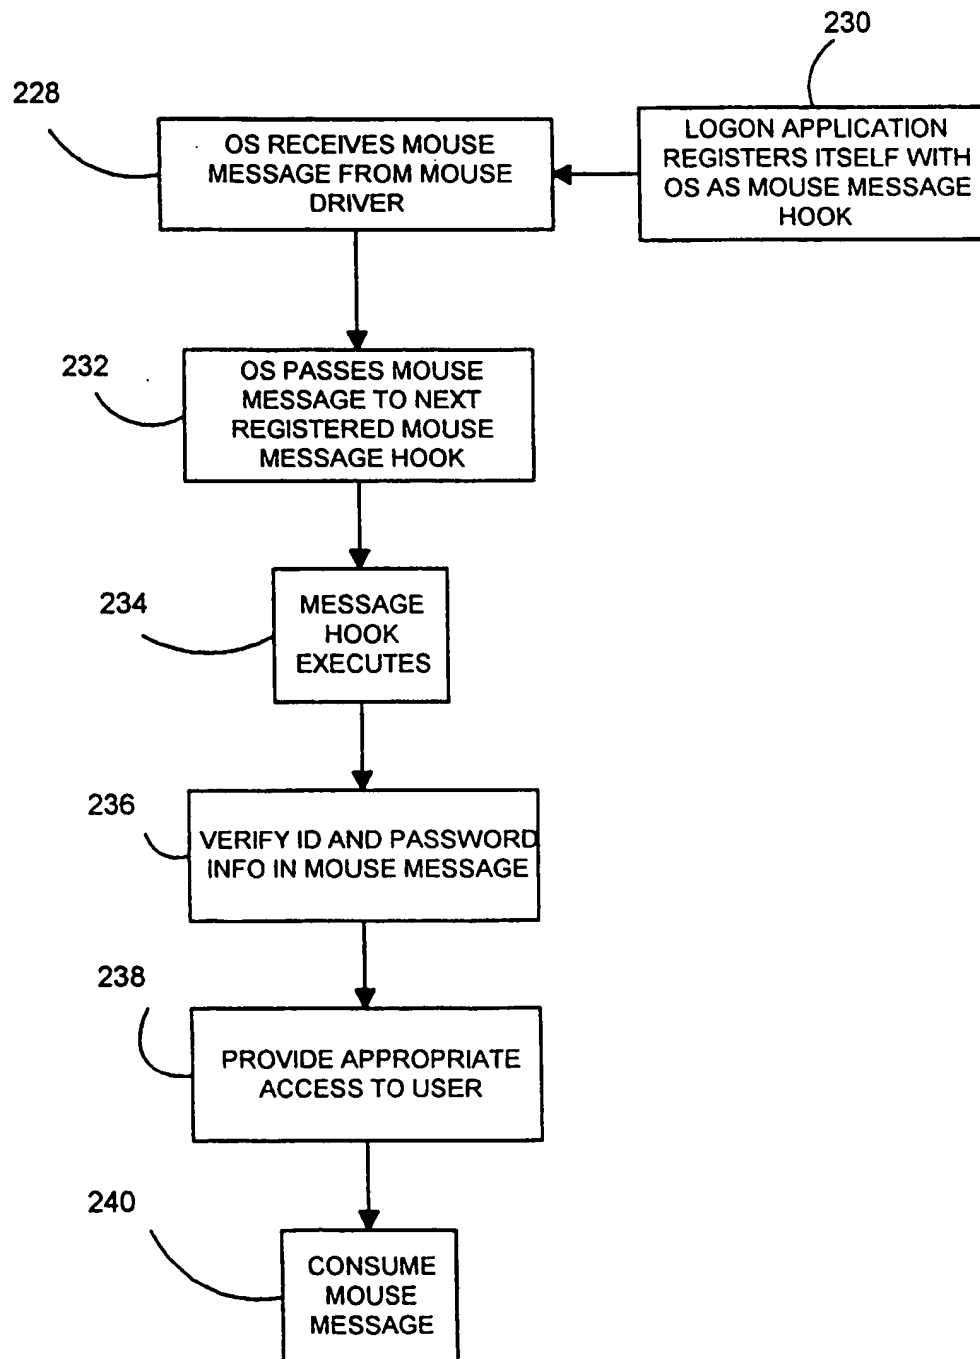 230
228
OS RECEIVES MOUSE
MESSAGE FROM MOUSE
DRIVER
LOGON APPLICATION
REGISTERS ITSELF WITH
OS AS MOUSE MESSAGE
HOOK
232
OS PASSES MOUSE
MESSAGE TO NEXT
REGISTERED MOUSE
MESSAGE HOOK
234
MESSAGE
HOOK
EXECUTES
236
VERIFY ID AND PASSWORD
INFO IN MOUSE MESSAGE
238
PROVIDE APPROPRIATE
ACCESS TO USER
240
CONSUME
MOUSE
MESSAGE